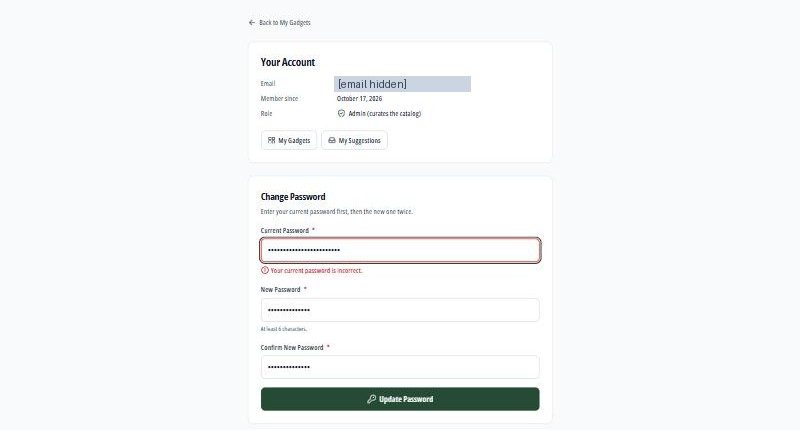 Back to My Gadgets
Your Account
Email [email hidden]
Member since October 17, 2026
Role Admin (curates the catalog)
My Gadgets My Suggestions
Change Password
Enter your current password first, then the new one twice.
Current Password *
••••••••••••••••••••••••
Your current password is incorrect.
New Password *
••••••••••••••
At least 6 characters.
Confirm New Password *
••••••••••••••
Update Password